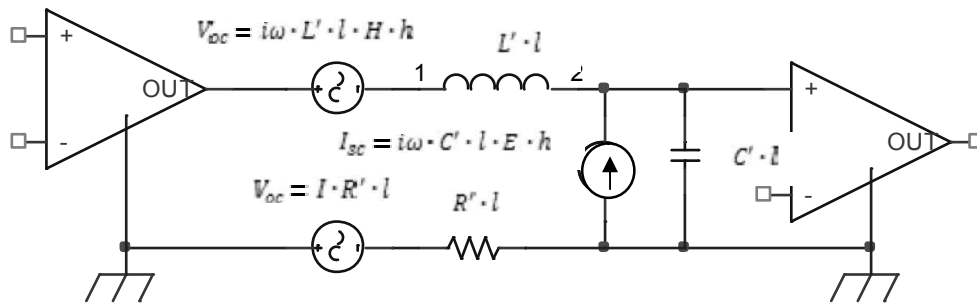 V_oc = iω · L' · l · H · h
L' · l
+
1
2
OUT
+
-
I_sc = iω · C' · l · E · h
C' · l
OUT
-
V_oc = I · R' · l
R' · l